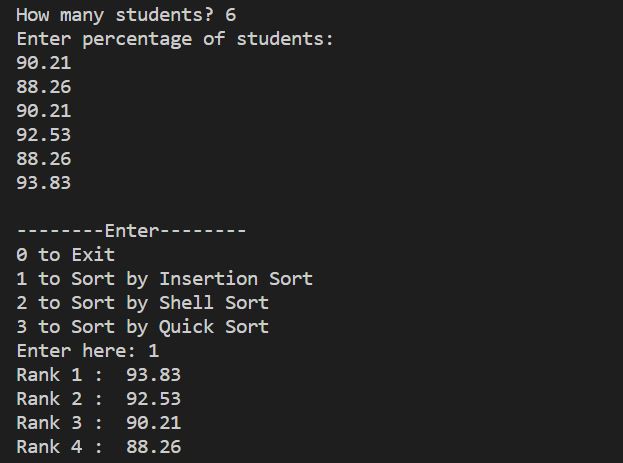 How many students? 6
Enter percentage of students:
90.21
88.26
90.21
92.53
88.26
93.83
--------Enter--------
0 to Exit
1 to Sort by Insertion Sort
2 to Sort by Shell Sort
3 to Sort by Quick Sort
Enter here: 1
Rank 1 :  93.83
Rank 2 :  92.53
Rank 3 :  90.21
Rank 4 :  88.26